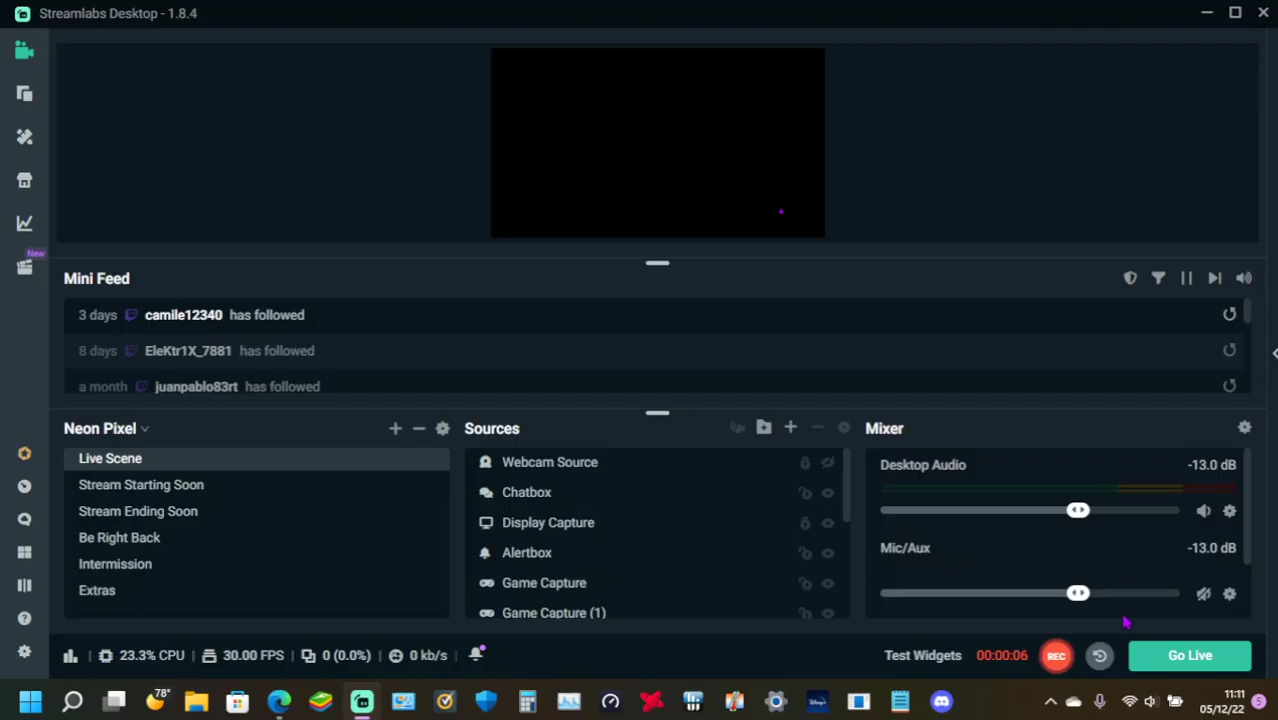 Streamlabs Desktop - 1.8.4
New
Mini Feed
3 days camile12340 has followed
8 days EleKtr1X_7881 has followed
a month juanpablo83rt has followed
Neon Pixel
Live Scene
Stream Starting Soon
Stream Ending Soon
Be Right Back
Intermission
Extras
Sources
Webcam Source
Chatbox
Display Capture
Alertbox
Game Capture
Game Capture (1)
Mixer
Desktop Audio -13.0 dB
Mic/Aux -13.0 dB
23.3% CPU 30.00 FPS 0 (0.0%) 0 kb/s Test Widgets 00:00:06 REC Go Live
78°
Disney+
11:11
05/12/22
5